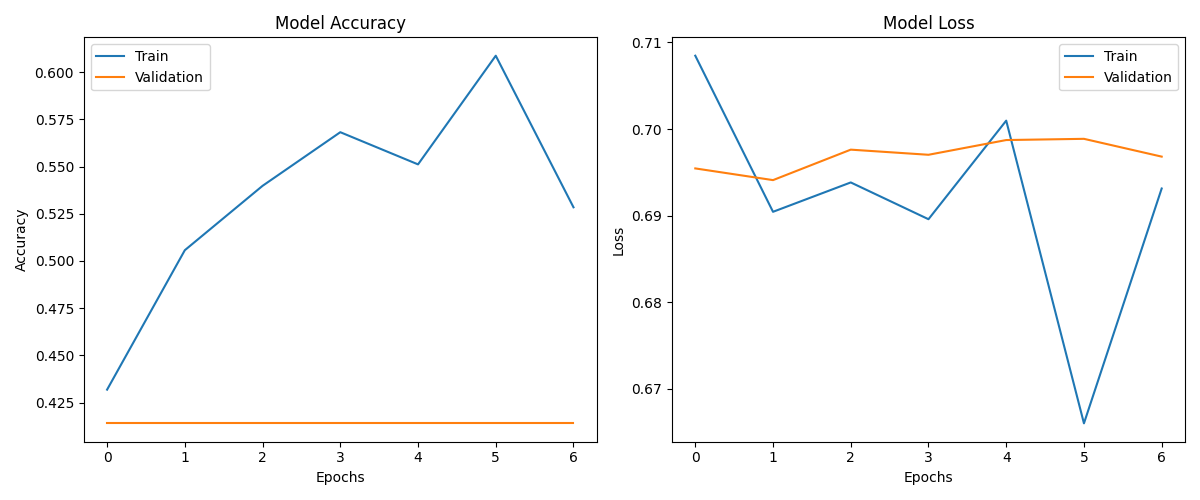 Model Accuracy
Train
Validation
0.600
0.575
0.550
0.525
0.500
0.475
0.450
0.425
Accuracy
0 1 2 3 4 5 6
Epochs
Model Loss
Train
Validation
0.71
0.70
0.69
0.68
0.67
Loss
0 1 2 3 4 5 6
Epochs